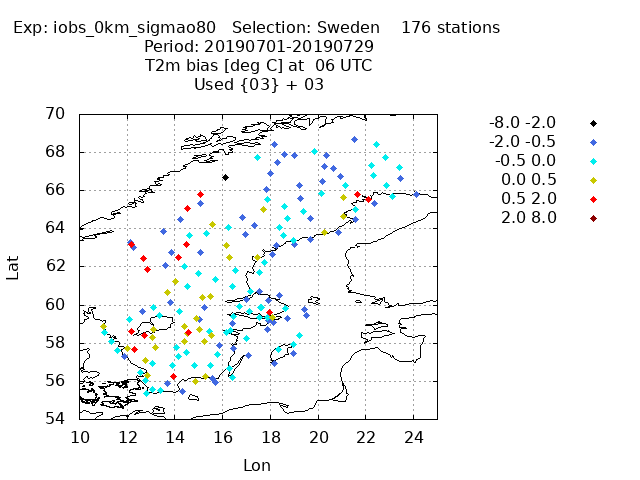 Exp: iobs_0km_sigmao80   Selection: Sweden    176 stations
Period: 20190701-20190729
T2m bias [deg C] at  06 UTC
Used {03} + 03
70
68
66
64
62
60
58
56
54
Lat
10 12 14 16 18 20 22 24
Lon
-8.0 -2.0
-2.0 -0.5
-0.5 0.0
0.0 0.5
0.5 2.0
2.0 8.0